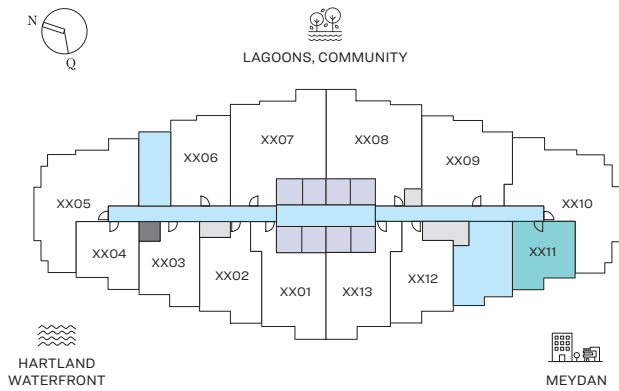 N
Q
LAGOONS, COMMUNITY
XX06
XX07
XX08
XX09
XX05
XX10
XX04
XX03
XX02
XX01
XX13
XX12
XX11
HARTLAND
WATERFRONT
MEYDAN